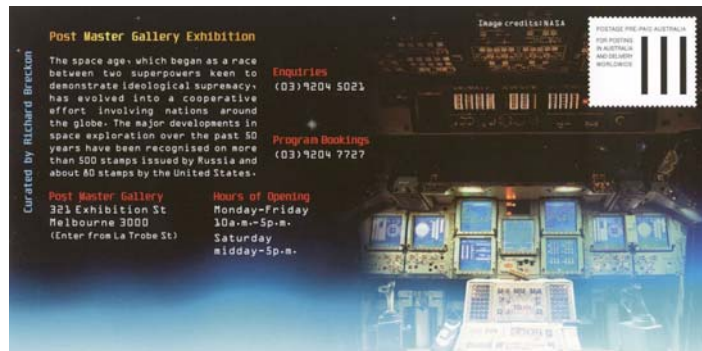 Image credits: NASA
POSTAGE PRE-PAID AUSTRALIA
FOR POSTING
IN AUSTRALIA
AND DELIVERY
WORLDWIDE
Post Master Gallery Exhibition
The space age, which began as a race
between two superpowers keen to
demonstrate ideological supremacy,
has evolved into a cooperative
effort involving nations around
the globe. The major developments in
space exploration over the past 50
years have been recognised on more
than 500 stamps issued by Russia and
about 80 stamps by the United States.
Enquiries
(03) 9204 5021
Program Bookings
(03) 9204 7727
Post Master Gallery
321 Exhibition St
Melbourne 3000
(Enter from La Trobe St)
Hours of Opening
Monday-Friday
10a.m.-5p.m.
Saturday
midday-5p.m.
Curated by Richard Breckon